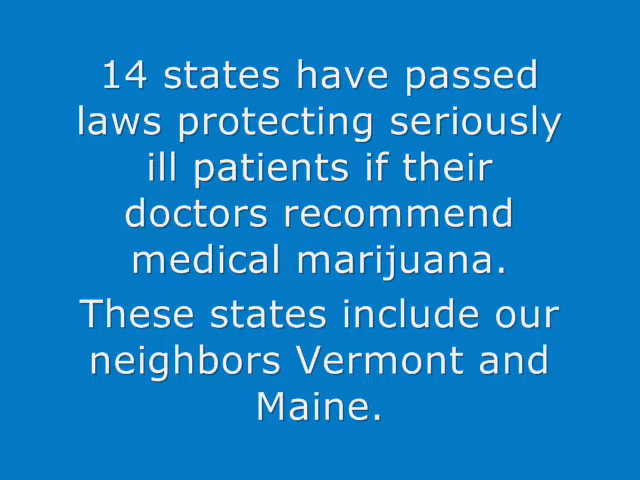 14 states have passed
laws protecting seriously
ill patients if their
doctors recommend
medical marijuana.
These states include our
neighbors Vermont and
Maine.